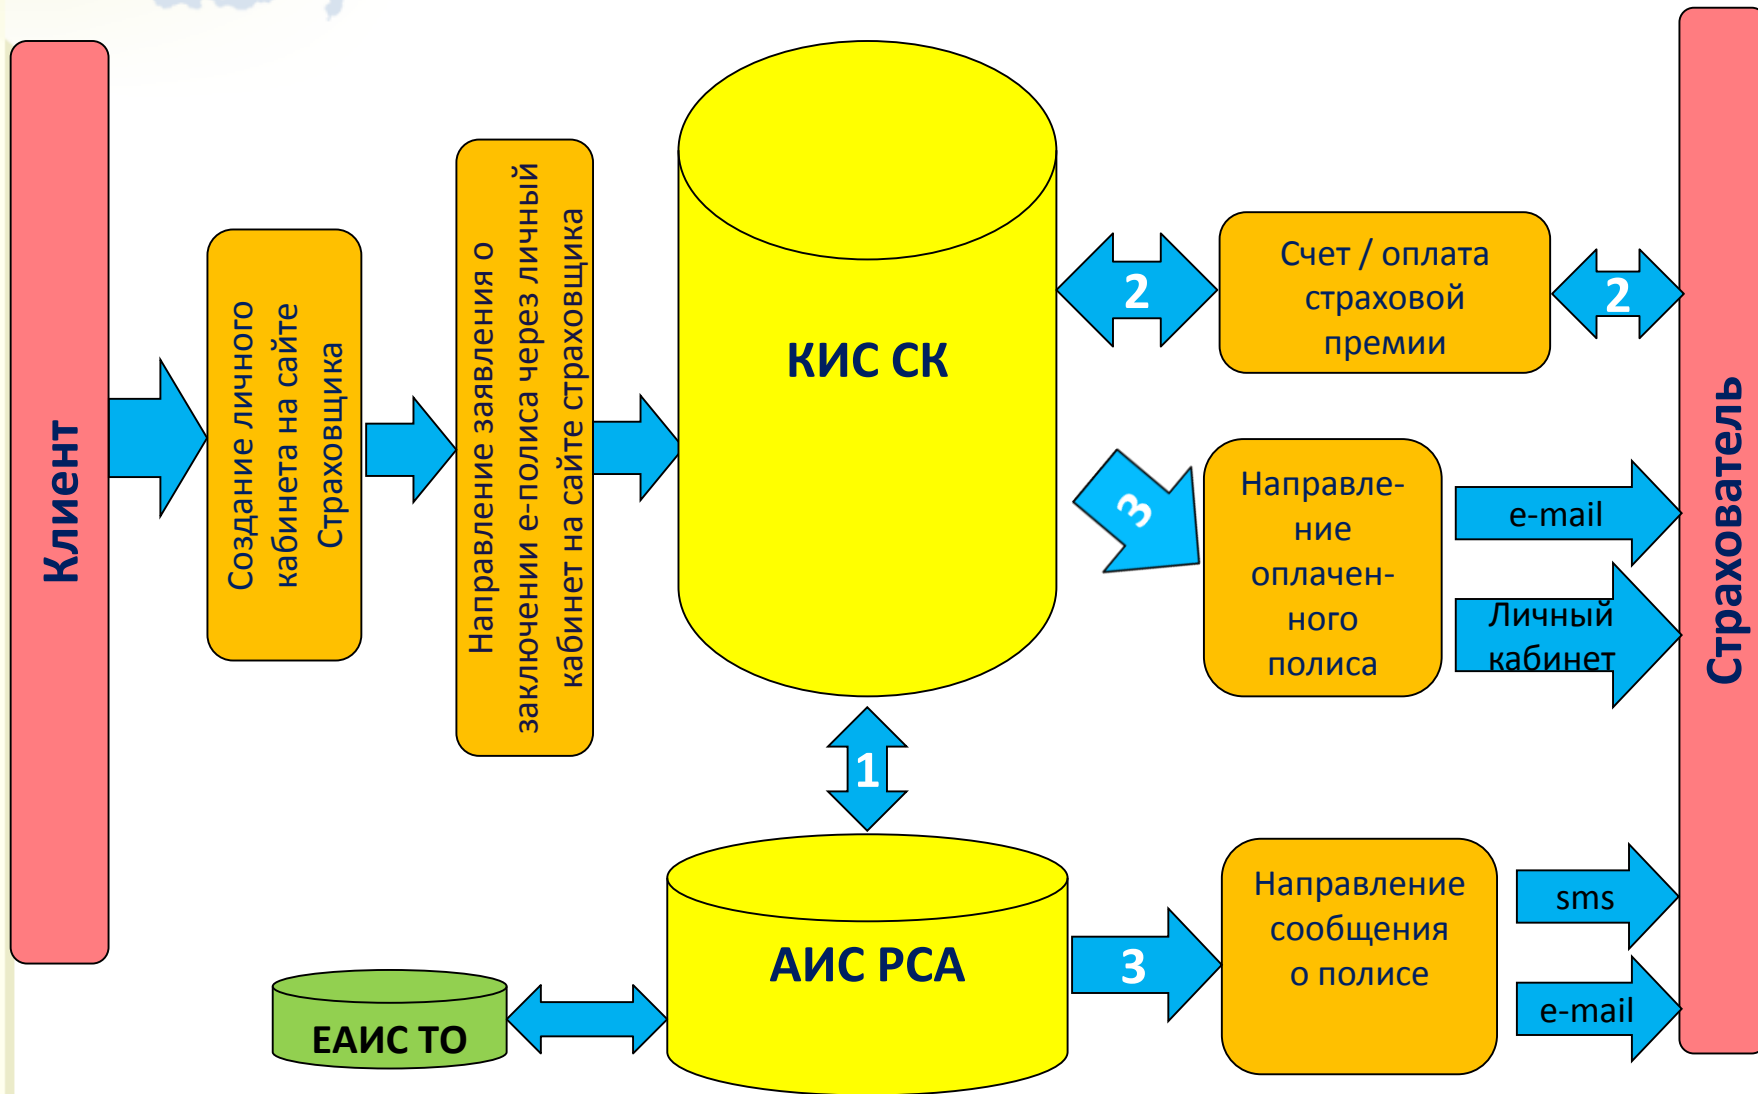 Клиент
Создание личного
кабинета на сайте
Страховщика
Направление заявления о
заключении е-полиса через личный
кабинет на сайте страховщика
КИС СК
2
Счет / оплата
страховой
премии
2
3
Направле-
ние
оплачен-
ного
полиса
e-mail
Личный
кабинет
Страхователь
1
АИС РСА
3
Направление
сообщения
о полисе
sms
e-mail
ЕАИС ТО